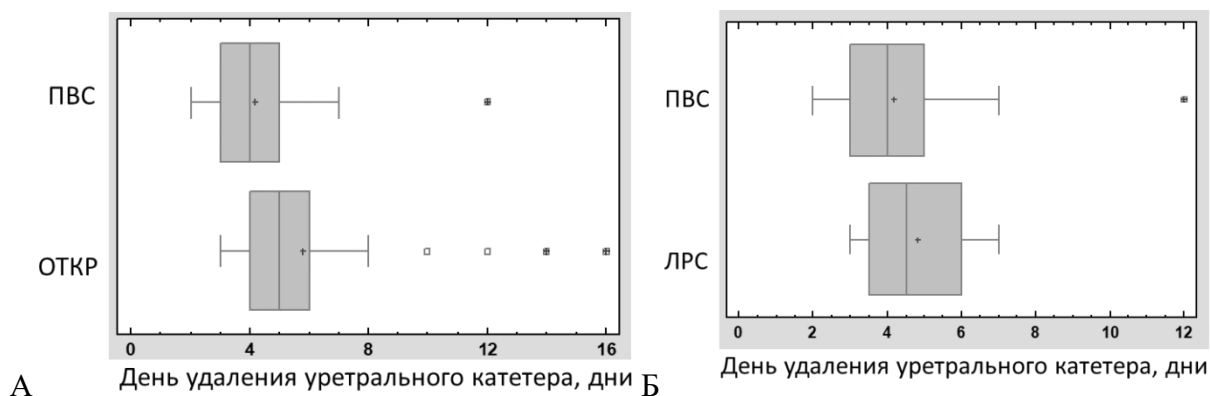 ПВС
ОТКР
0 4 8 12 16
День удаления уретрального катетера, дни
А
ПВС
ЛРС
0 2 4 6 8 10 12
День удаления уретрального катетера, дни
Б